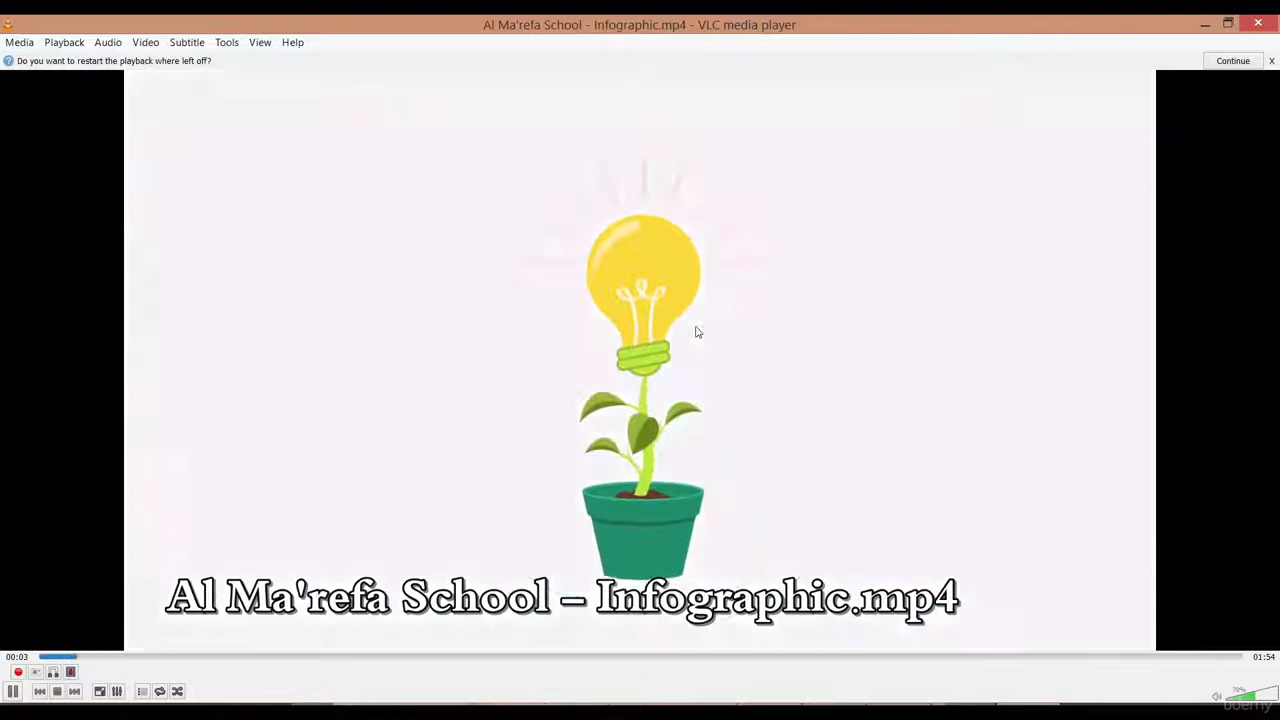 Al Ma'refa School - Infographic.mp4 - VLC media player
Media Playback Audio Video Subtitle Tools View Help
Do you want to restart the playback where left off? Continue X
Al Ma'refa School – Infographic.mp4
00:03 01:54
70%
udemy